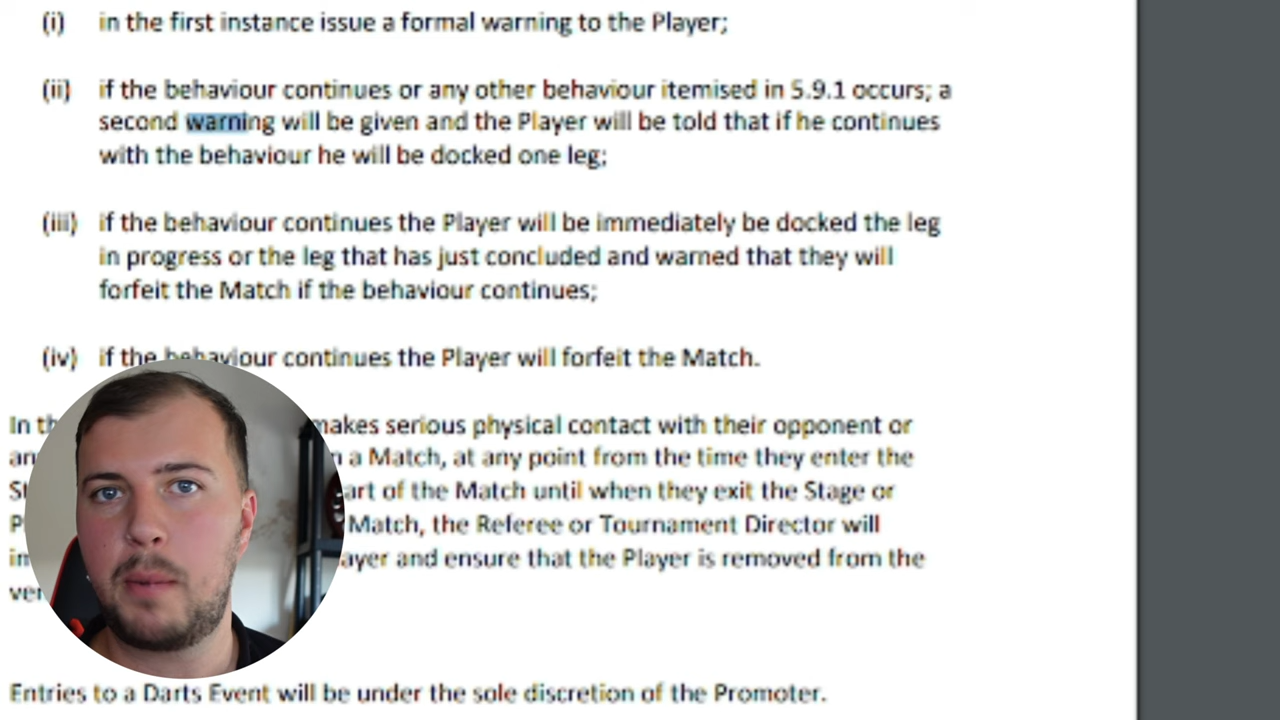 (i) in the first instance issue a formal warning to the Player;
(ii) if the behaviour continues or any other behaviour itemised in 5.9.1 occurs; a
second warning will be given and the Player will be told that if he continues
with the behaviour he will be docked one leg;
(iii) if the behaviour continues the Player will be immediately be docked the leg
in progress or the leg that has just concluded and warned that they will
forfeit the Match if the behaviour continues;
(iv) if the behaviour continues the Player will forfeit the Match.
In makes serious physical contact with their opponent or
a Match, at any point from the time they enter the
of the Match until when they exit the Stage or
Match, the Referee or Tournament Director will
and ensure that the Player is removed from the
Entries to a Darts Event will be under the sole discretion of the Promoter.